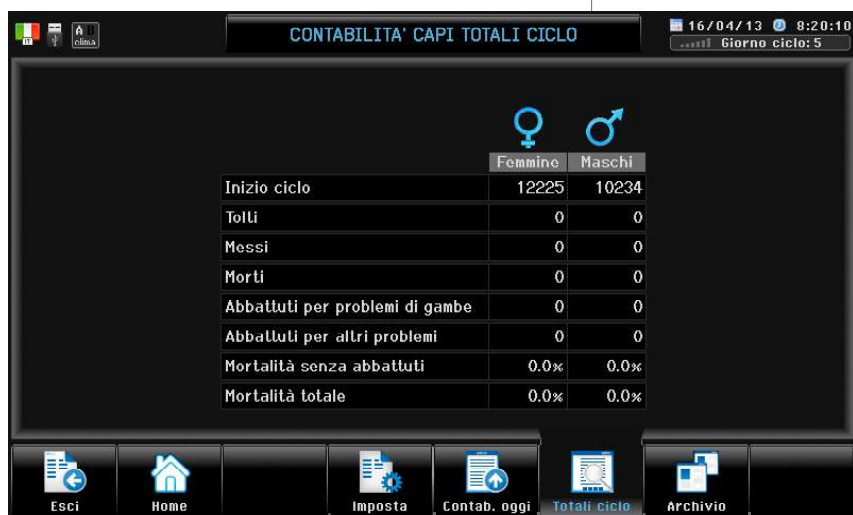 IT
A
clima
CONTABILITA' CAPI TOTALI CICLO
16/04/13 8:20:10
Giorno ciclo: 5
Femmine Maschi
Inizio ciclo 12225 10234
Tolti 0 0
Messi 0 0
Morti 0 0
Abbattuti per problemi di gambe 0 0
Abbattuti per altri problemi 0 0
Mortalità senza abbattuti 0.0% 0.0%
Mortalità totale 0.0% 0.0%
Esci Home Imposta Contab. oggi Totali ciclo Archivio